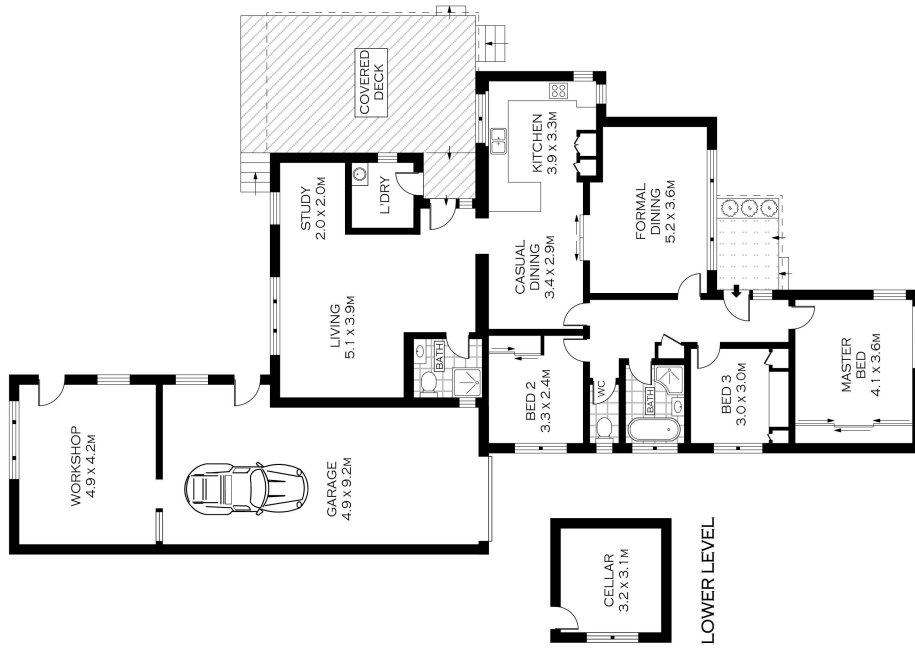 COVERED
DECK
KITCHEN
3.9 X 3.3M
STUDY
2.0 X 2.0M
L'DRY
FORMAL
DINING
5.2 X 3.6M
CASUAL
DINING
3.4 X 2.9M
LIVING
5.1 X 3.9M
BATH
BED 2
3.3 X 2.4M
WC
BATH
BED 3
3.0 X 3.0M
MASTER
BED
4.1 X 3.6M
WORKSHOP
4.9 X 4.2M
GARAGE
4.9 X 9.2M
CELLAR
3.2 X 3.1M
LOWER LEVEL